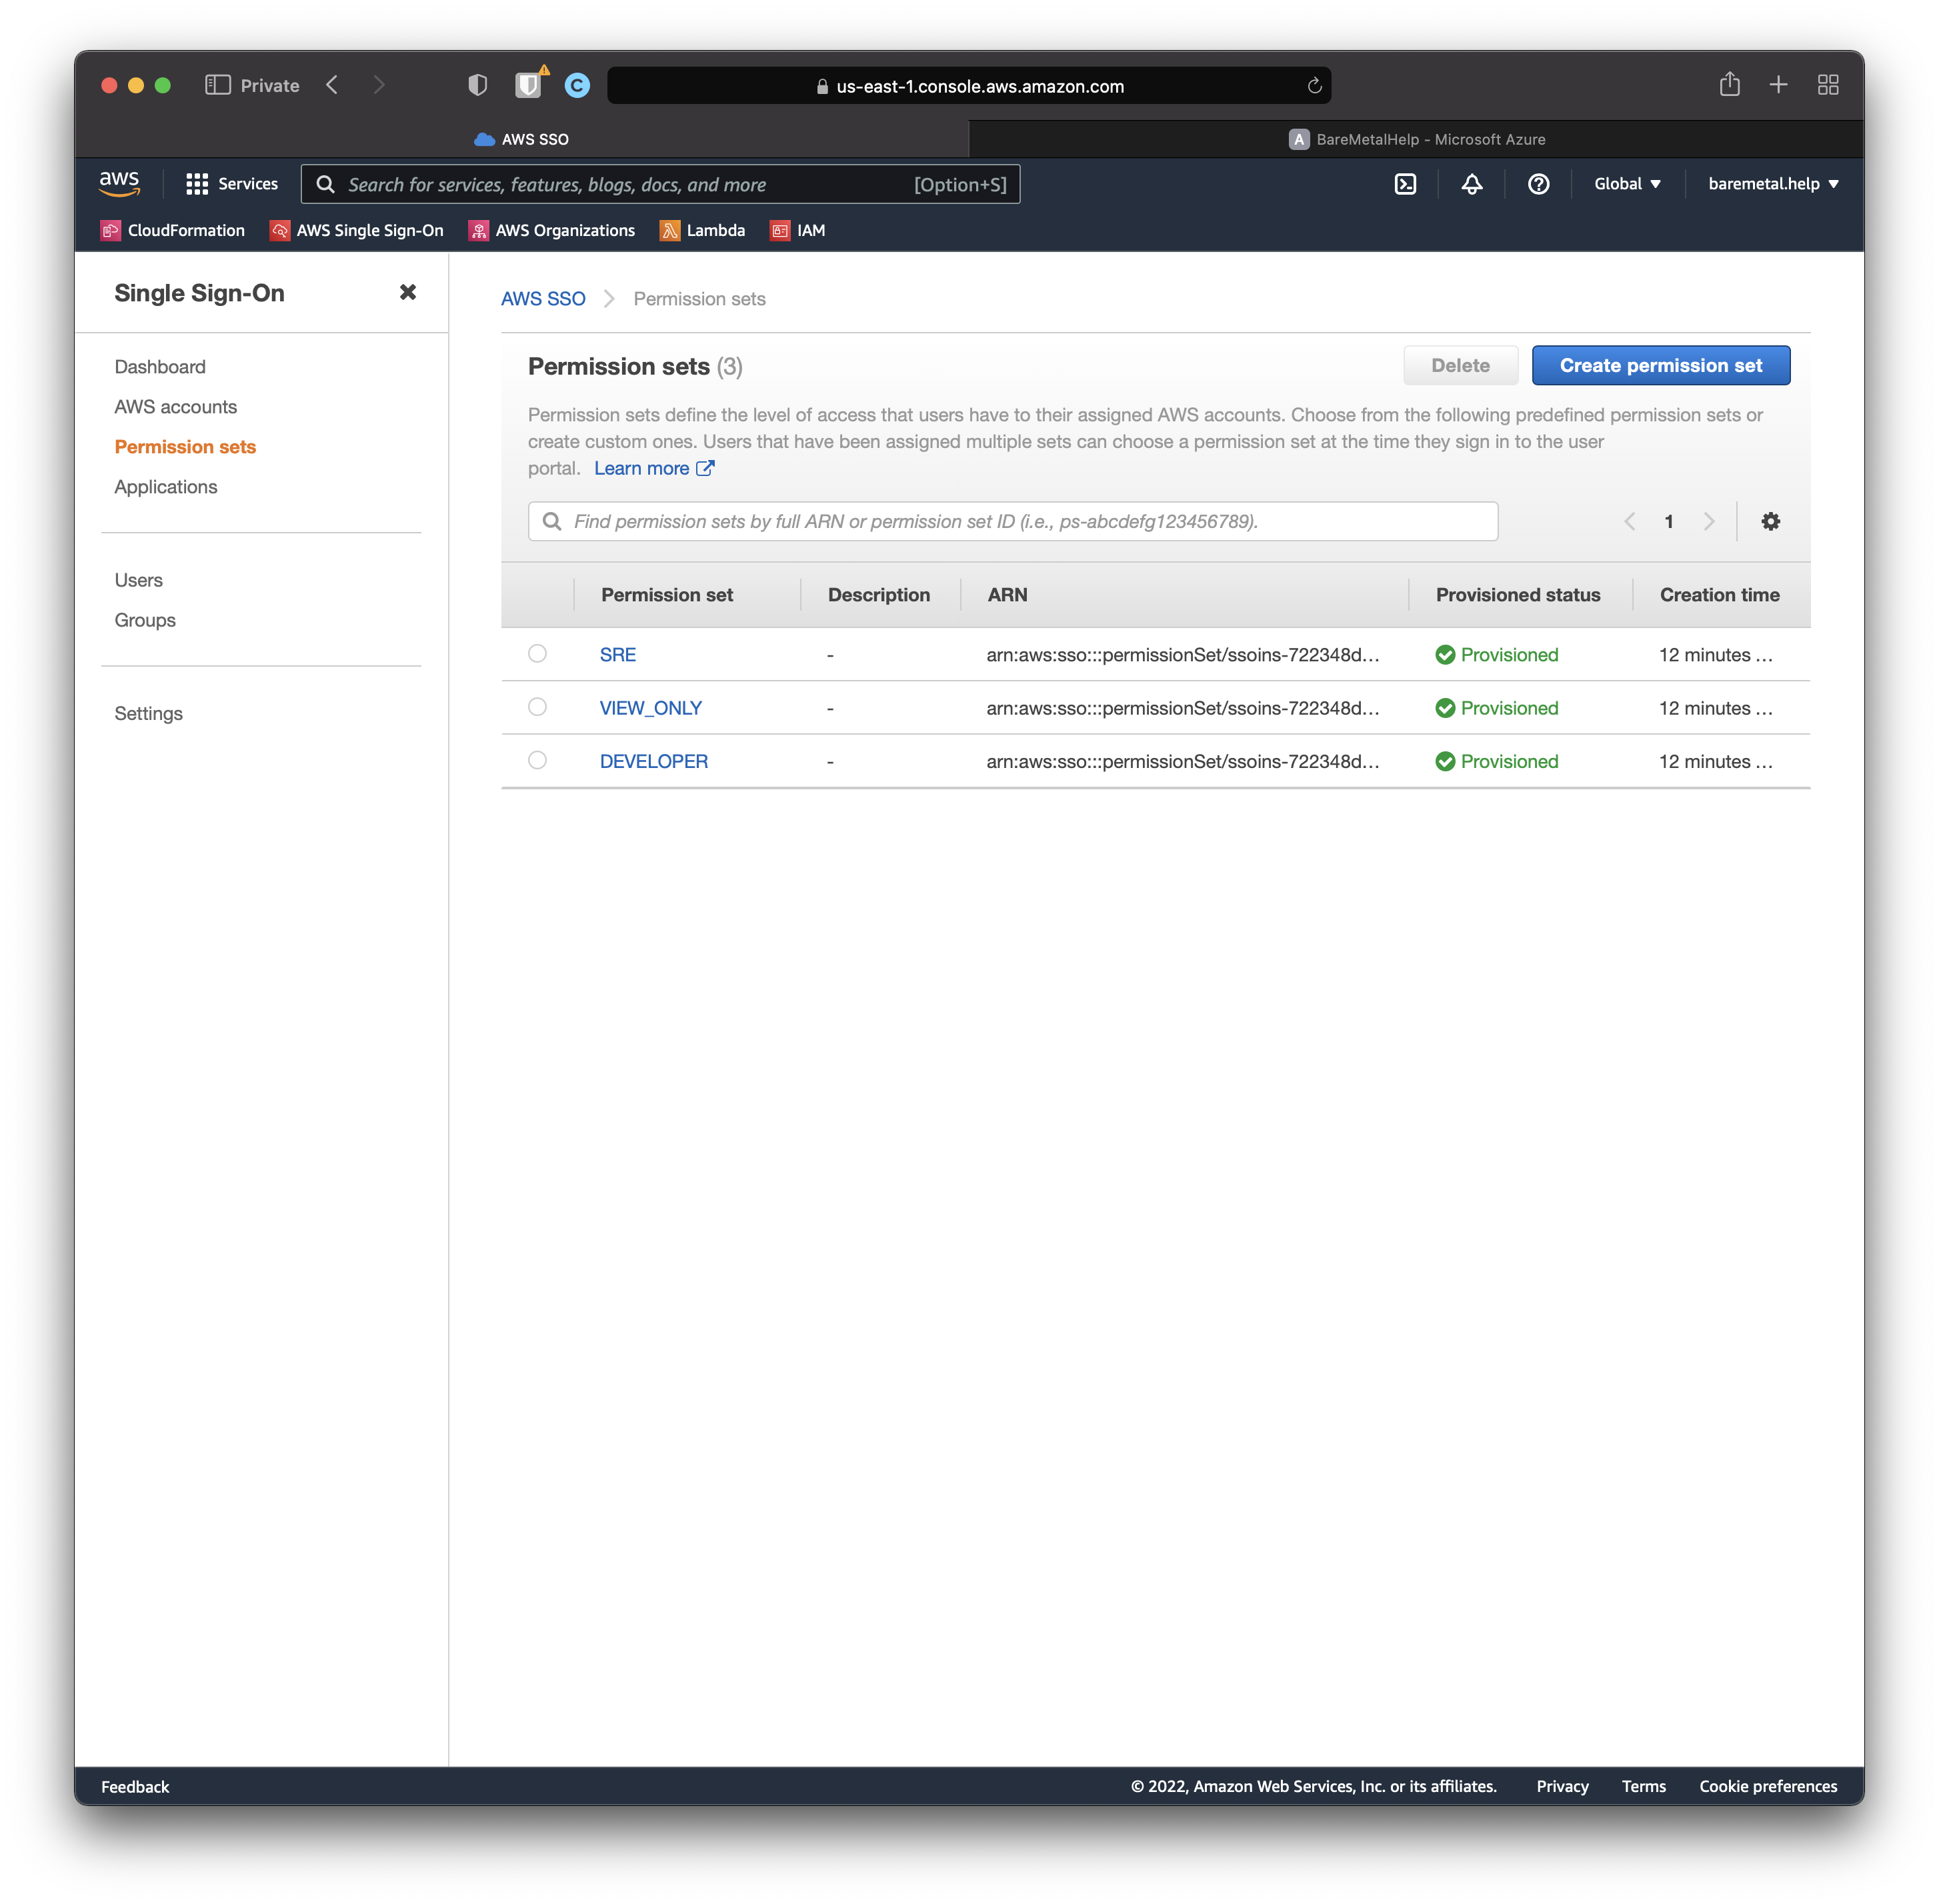 Private
us-east-1.console.aws.amazon.com
AWS SSO
A BareMetalHelp - Microsoft Azure
aws Services Search for services, features, blogs, docs, and more [Option+S] Global baremetal.help
CloudFormation AWS Single Sign-On AWS Organizations Lambda IAM
Single Sign-On
Dashboard
AWS accounts
Permission sets
Applications
Users
Groups
Settings
AWS SSO Permission sets
Permission sets (3)
Delete Create permission set
Permission sets define the level of access that users have to their assigned AWS accounts. Choose from the following predefined permission sets or
create custom ones. Users that have been assigned multiple sets can choose a permission set at the time they sign in to the user
portal. Learn more
Find permission sets by full ARN or permission set ID (i.e., ps-abcdefg123456789).
1
Permission set Description ARN Provisioned status Creation time
SRE - arn:aws:sso:::permissionSet/ssoins-722348d... Provisioned 12 minutes ...
VIEW_ONLY - arn:aws:sso:::permissionSet/ssoins-722348d... Provisioned 12 minutes ...
DEVELOPER - arn:aws:sso:::permissionSet/ssoins-722348d... Provisioned 12 minutes ...
Feedback © 2022, Amazon Web Services, Inc. or its affiliates. Privacy Terms Cookie preferences